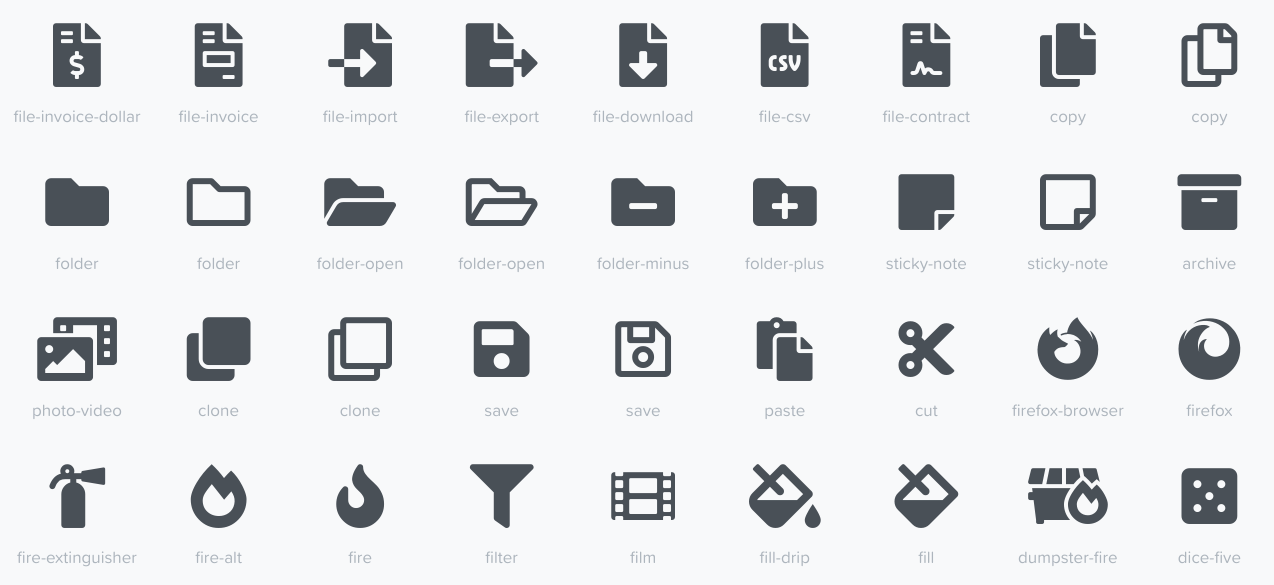 $
CSV
file-invoice-dollar file-invoice file-import file-export file-download file-csv file-contract copy copy
folder folder folder-open folder-open folder-minus folder-plus sticky-note sticky-note archive
photo-video clone clone save save paste cut firefox-browser firefox
fire-extinguisher fire-alt fire filter film fill-drip fill dumpster-fire dice-five